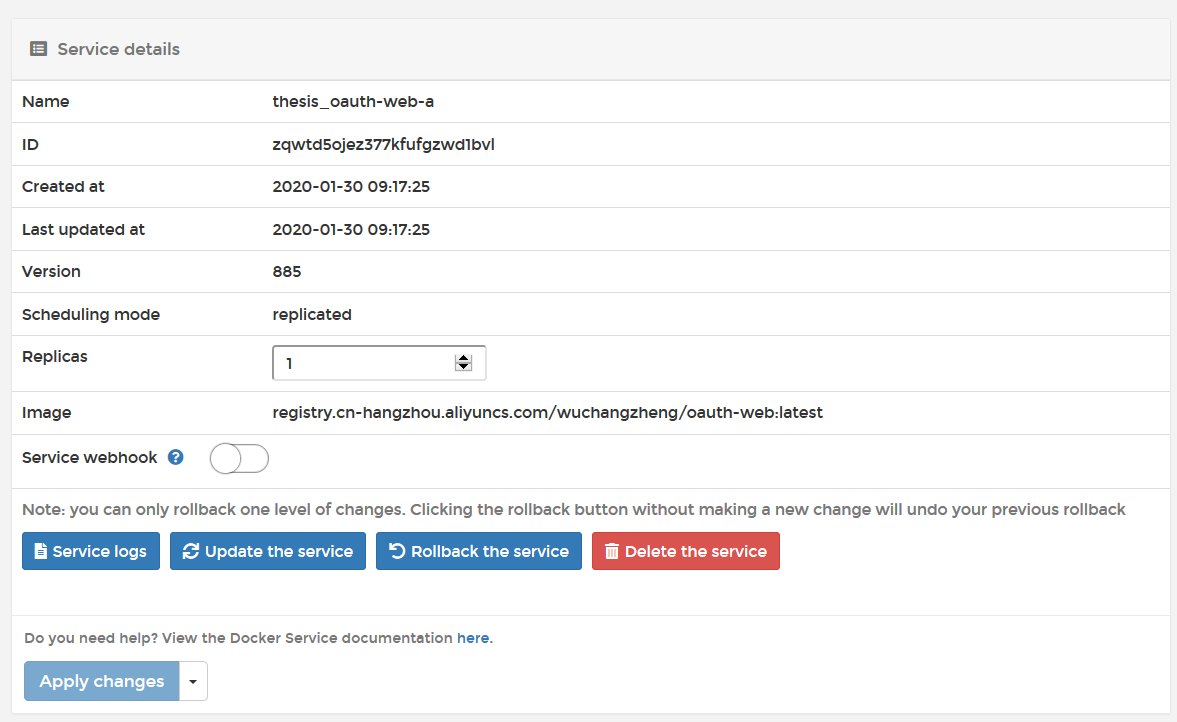 Service details
Name thesis_oauth-web-a
ID zqwtd5ojez377kfufgzwd1bvl
Created at 2020-01-30 09:17:25
Last updated at 2020-01-30 09:17:25
Version 885
Scheduling mode replicated
Replicas 1
Image registry.cn-hangzhou.aliyuncs.com/wuchangzheng/oauth-web:latest
Service webhook ?
Note: you can only rollback one level of changes. Clicking the rollback button without making a new change will undo your previous rollback
Service logs Update the service Rollback the service Delete the service
Do you need help? View the Docker Service documentation here.
Apply changes